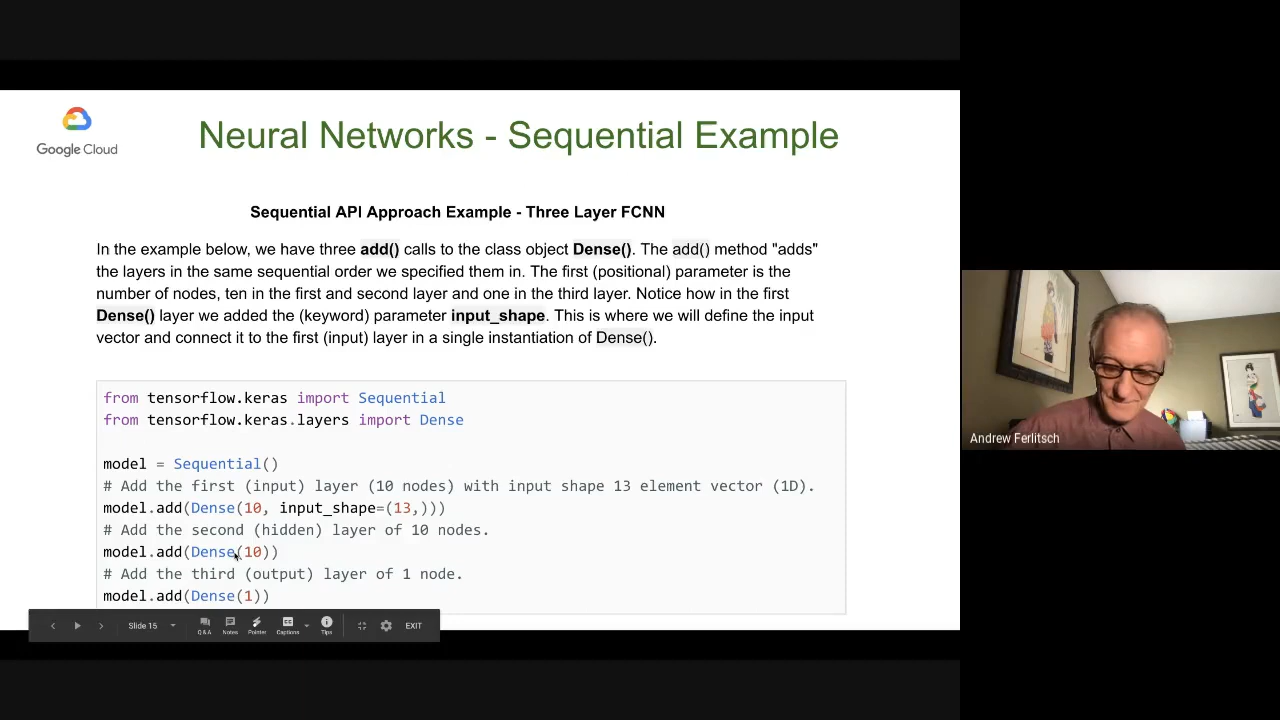 Google Cloud
Neural Networks - Sequential Example
Sequential API Approach Example - Three Layer FCNN
In the example below, we have three add() calls to the class object Dense(). The add() method "adds"
the layers in the same sequential order we specified them in. The first (positional) parameter is the
number of nodes, ten in the first and second layer and one in the third layer. Notice how in the first
Dense() layer we added the (keyword) parameter input_shape. This is where we will define the input
vector and connect it to the first (input) layer in a single instantiation of Dense().
from tensorflow.keras import Sequential
from tensorflow.keras.layers import Dense
model = Sequential()
# Add the first (input) layer (10 nodes) with input shape 13 element vector (1D).
model.add(Dense(10, input_shape=(13,)))
# Add the second (hidden) layer of 10 nodes.
model.add(Dense(10))
# Add the third (output) layer of 1 node.
model.add(Dense(1))
Slide 15
Q & A
Notes
Pointer
Captions
Tips
EXIT
Andrew Ferlitsch